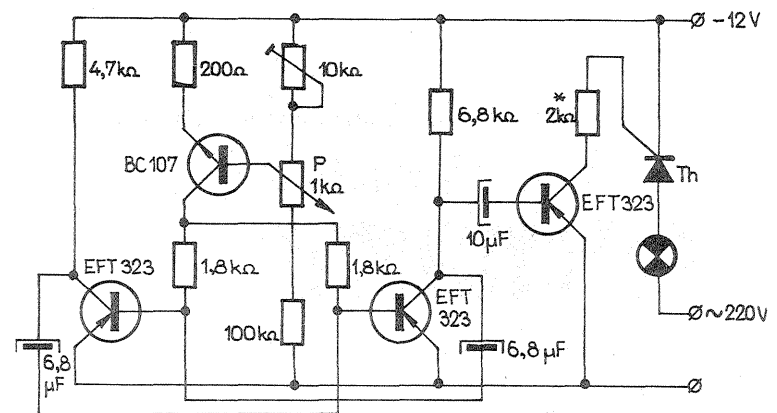 Ø -12V
4,7kΩ
200Ω
10kΩ
6,8kΩ
*
2kΩ
BC107
P
1kΩ
Th
EFT323
10µF
EFT323
1,8kΩ
1,8kΩ
EFT
323
100kΩ
Ø ~220V
6,8
µF
6,8µF
Ø